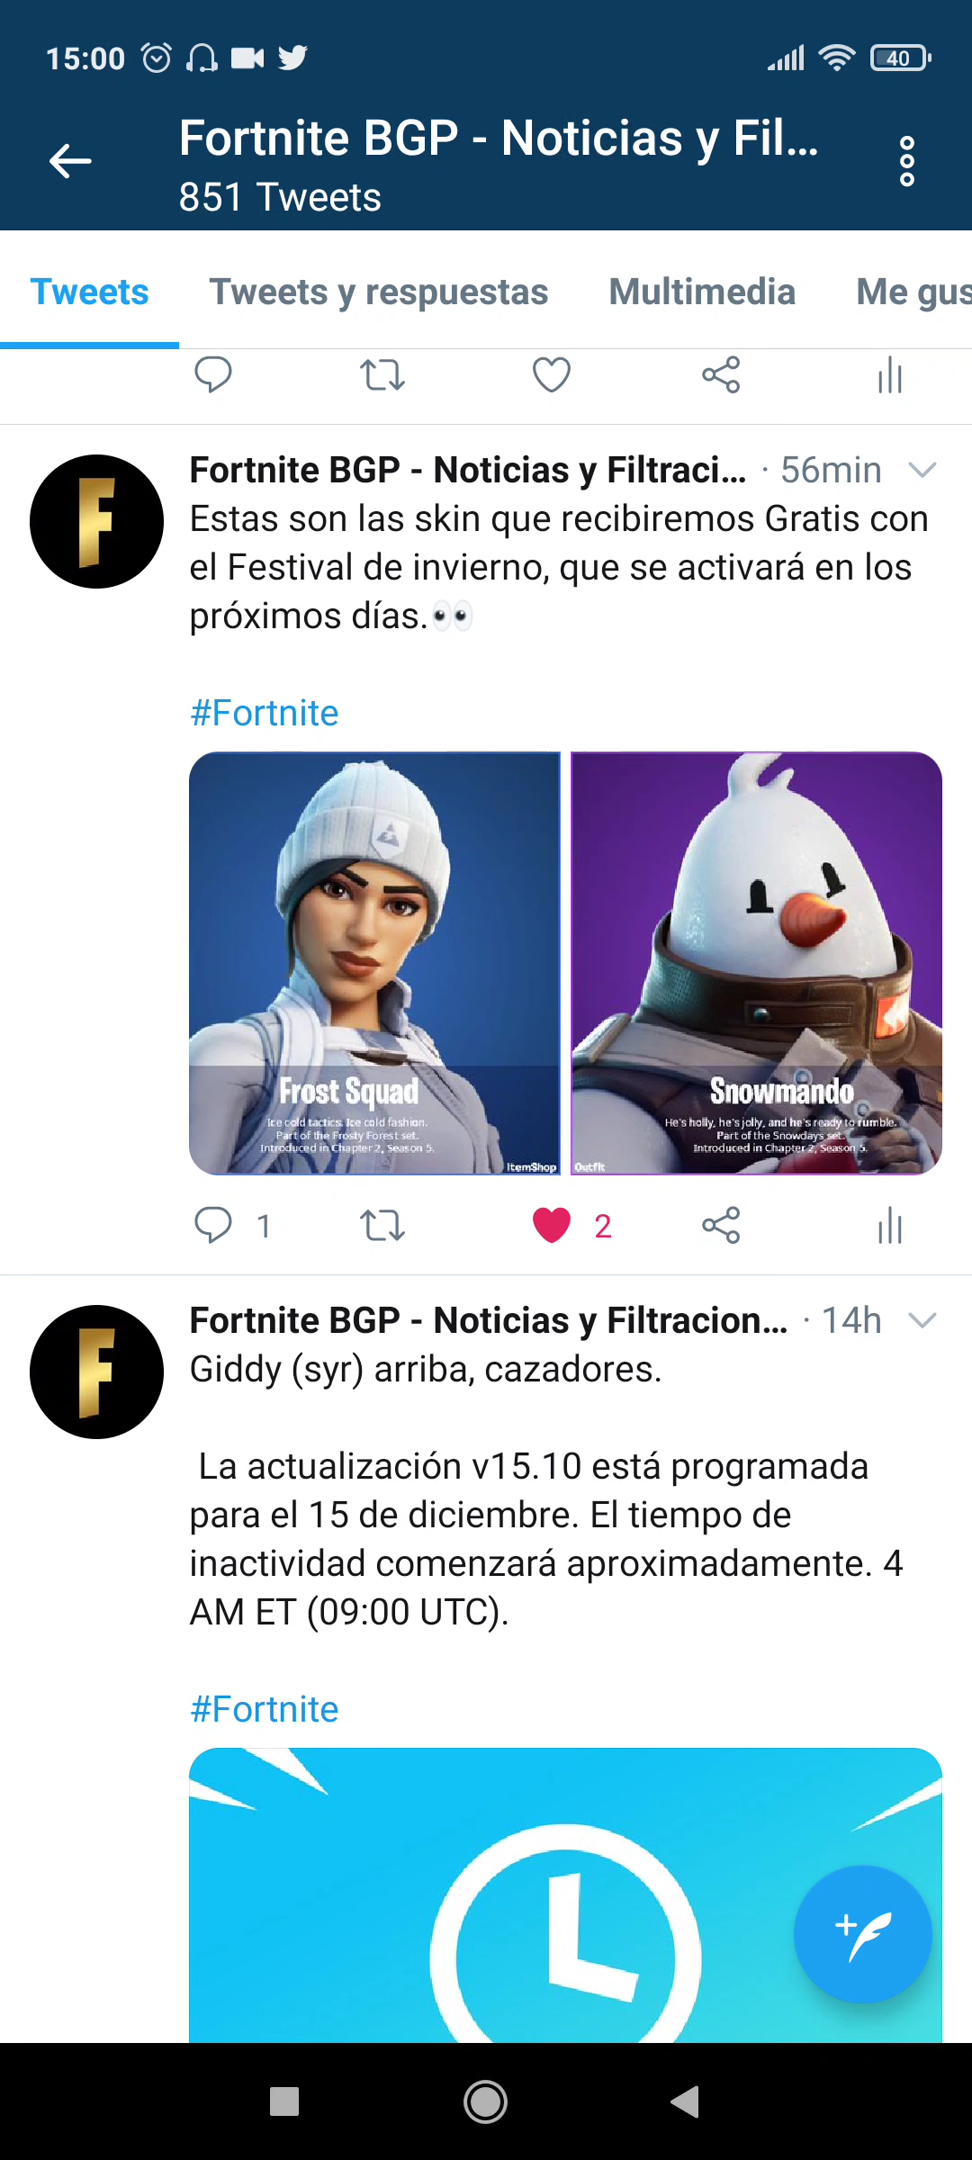 15:00
40
Fortnite BGP - Noticias y Fil...
851 Tweets
Tweets
Tweets y respuestas
Multimedia
Me gus
Fortnite BGP - Noticias y Filtraci... · 56min
Estas son las skin que recibiremos Gratis con
el Festival de invierno, que se activará en los
próximos días.👀
#Fortnite
Frost Squad
Ice cold tactics. Ice cold fashion.
Part of the Frosty Forest set.
Introduced in Chapter 2, Season 5.
ItemShop
Snowmando
He's holly, he's jolly, and he's ready to rumble.
Part of the Snowdays set.
Introduced in Chapter 2, Season 5.
Outfit
1
2
Fortnite BGP - Noticias y Filtracion... · 14h
Giddy (syr) arriba, cazadores.
La actualización v15.10 está programada
para el 15 de diciembre. El tiempo de
inactividad comenzará aproximadamente. 4
AM ET (09:00 UTC).
#Fortnite